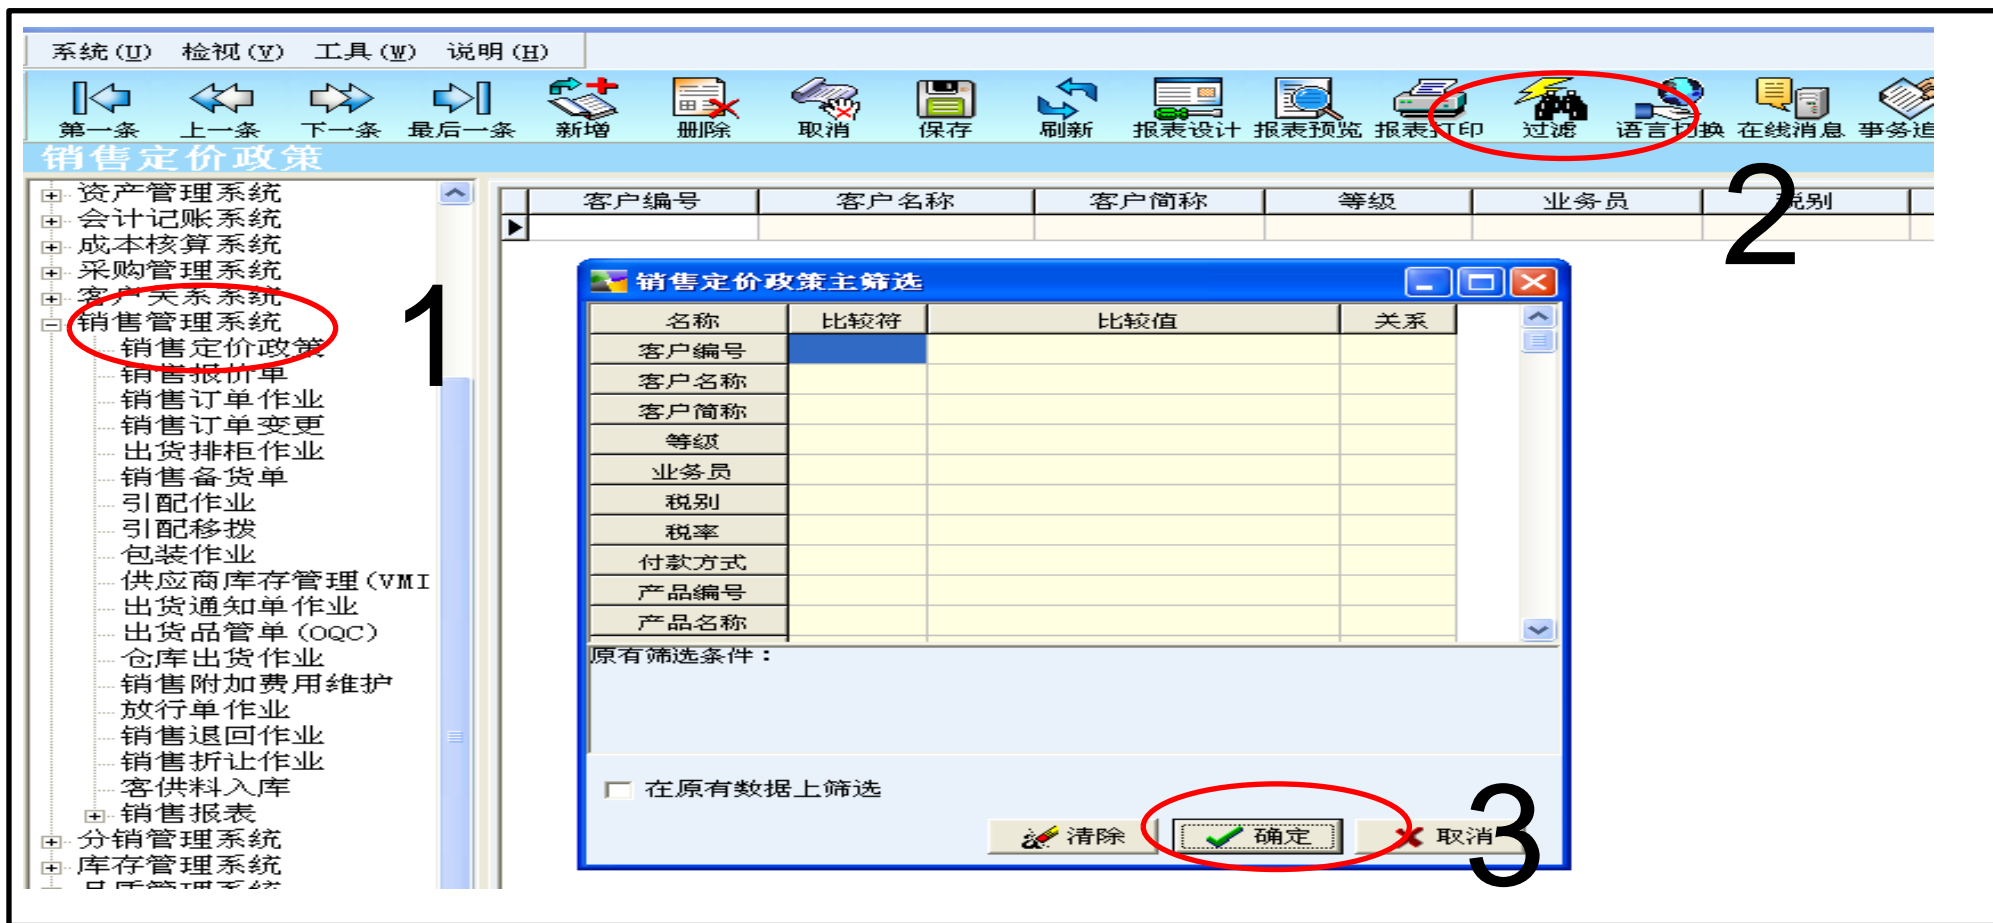 系统(U) 检视(V) 工具(W) 说明(H)
第一条 上一条 下一条 最后一条 新增 删除 取消 保存 刷新 报表设计 报表预览 报表打印 过滤 语言切换 在线消息 事务追
销售定价政策
资产管理系统
会计记账系统
成本核算系统
采购管理系统
客户关系系统
销售管理系统
销售定价政策
销售报价单
销售订单作业
销售订单变更
出货排柜作业
销售备货单
引配作业
引配移拨
包装作业
供应商库存管理(VMI
出货通知单作业
出货品管单(OQC)
仓库出货作业
销售附加费用维护
放行单作业
销售退回作业
销售折让作业
客供料入库
销售报表
分销管理系统
库存管理系统
品质管理系统
1
2
客户编号 客户名称 客户简称 等级 业务员 税别
销售定价政策主筛选
名称 比较符 比较值 关系
客户编号
客户名称
客户简称
等级
业务员
税别
税率
付款方式
产品编号
产品名称
原有筛选条件：
在原有数据上筛选
清除 确定 取消
3